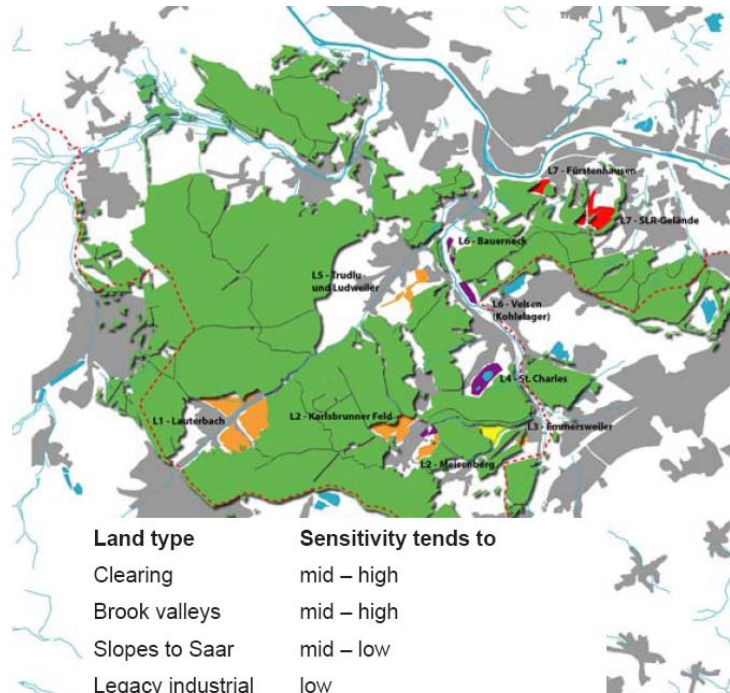 L7 - Fürstenhausen
L7 - SLR-Gelände
L6 - Bauerneck
L5 - Trudlu-
und Ludweiler
L6 - Velsen
(Kohlelager)
L4 - St. Charles
L1 - Lauterbach
L2 - Karlsbrunner Feld
L3 - Emmersweiler
L2 - Meisenberg
Land type Sensitivity tends to
Clearing mid – high
Brook valleys mid – high
Slopes to Saar mid – low
Legacy industrial low